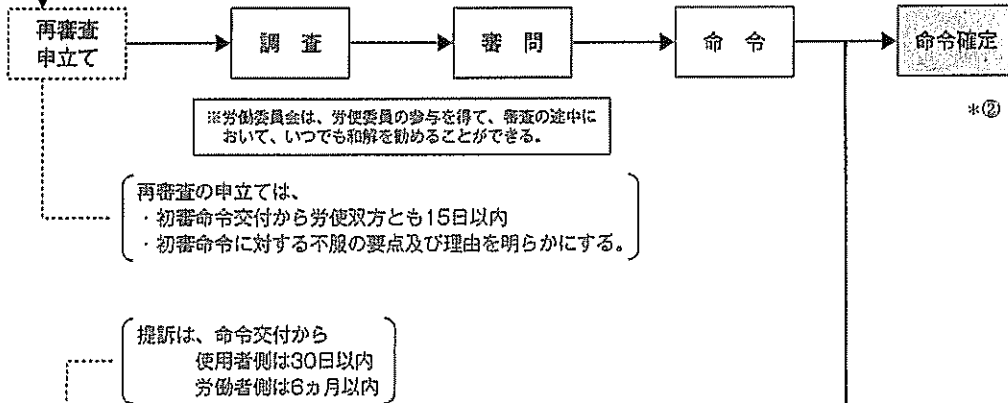 再審査
申立て
調 査
審 問
命 令
命令確定
*②
※労働委員会は、労使委員の参与を得て、審査の途中に
おいて、いつでも和解を勧めることができる。
再審査の申立ては、
・初審命令交付から労使双方とも15日以内
・初審命令に対する不服の要点及び理由を明らかにする。
提訴は、命令交付から
使用者側は30日以内
労働者側は6ヵ月以内